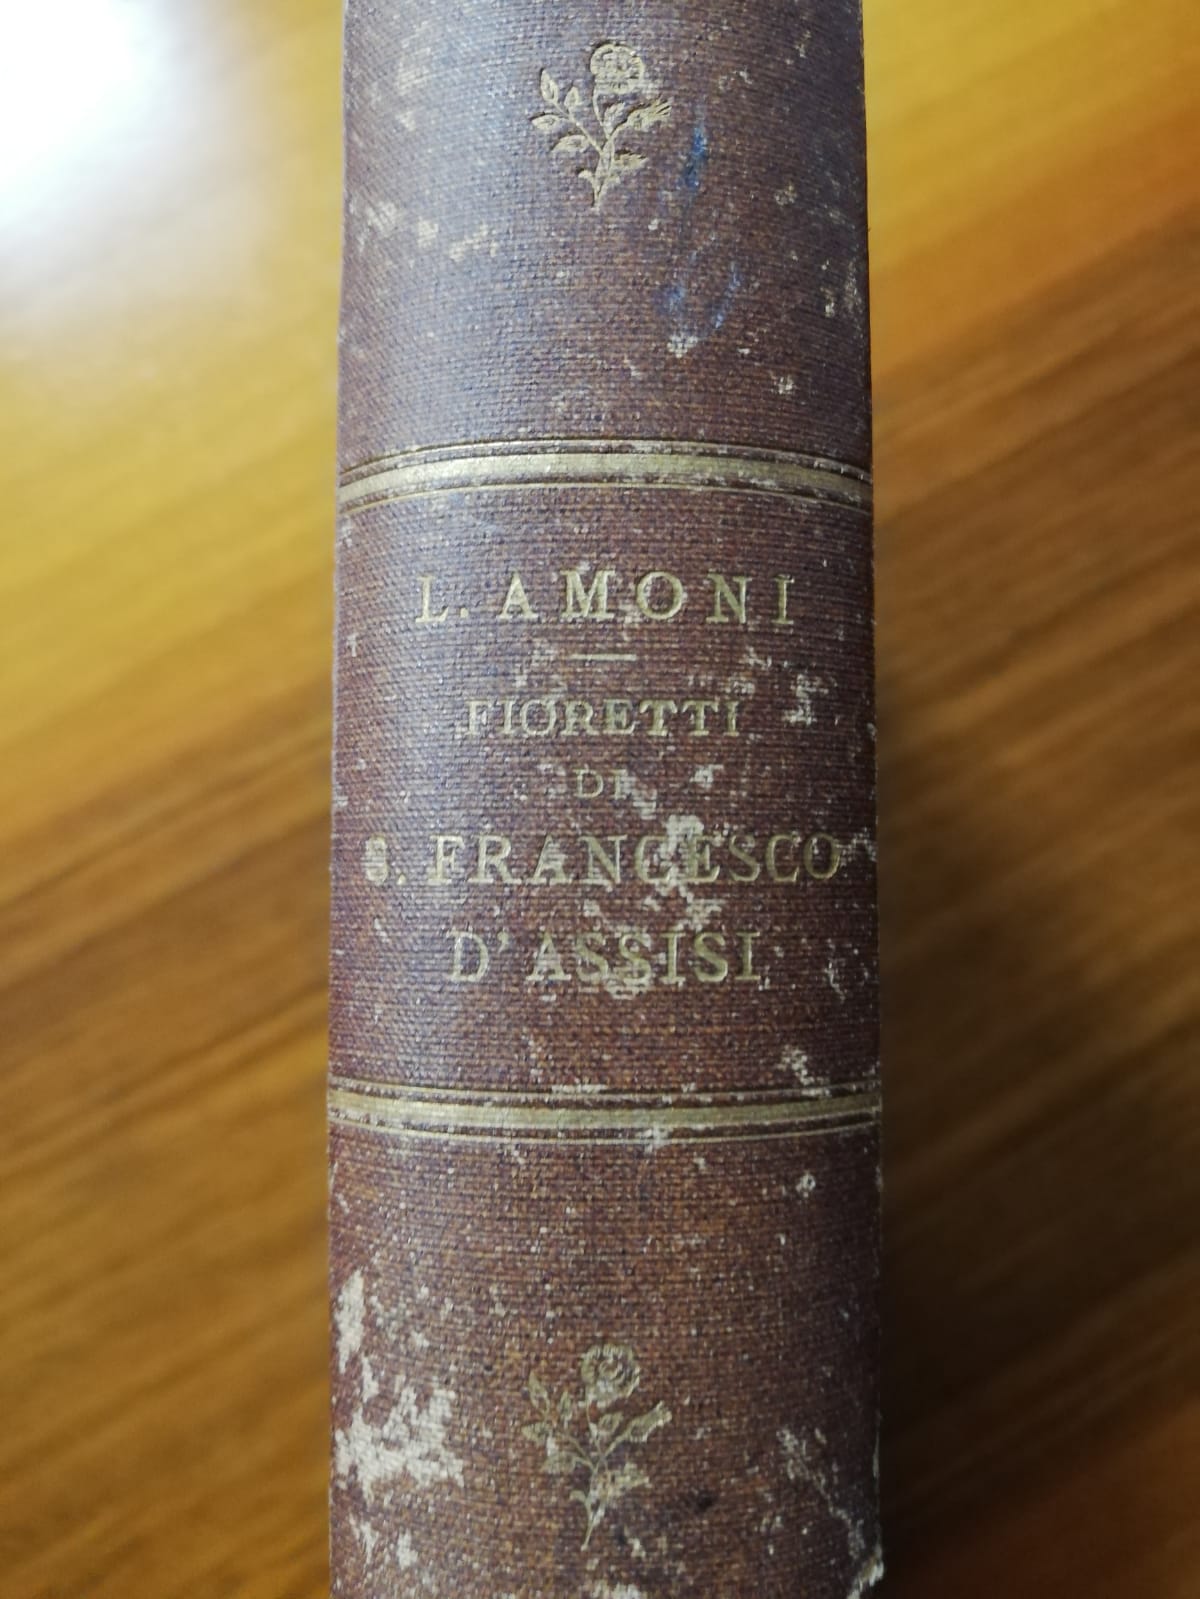 L. AMONI
FIORETTI
DI
S. FRANCESCO
D'ASSISI